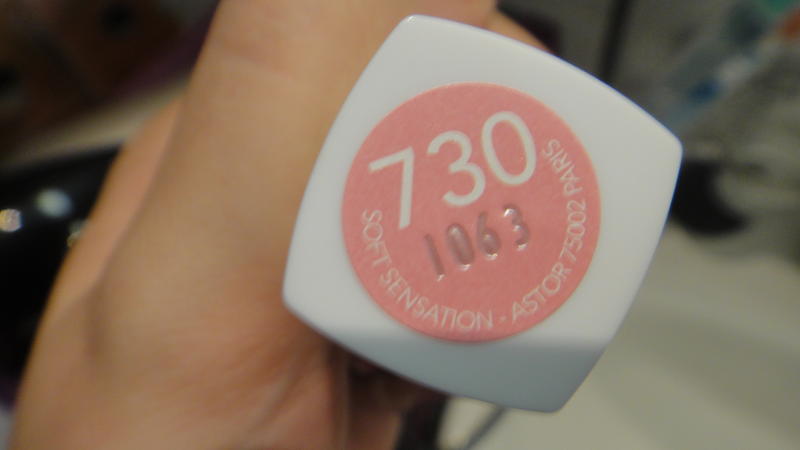 730
1063
SOFT SENSATION - ASTOR 75002 PARIS